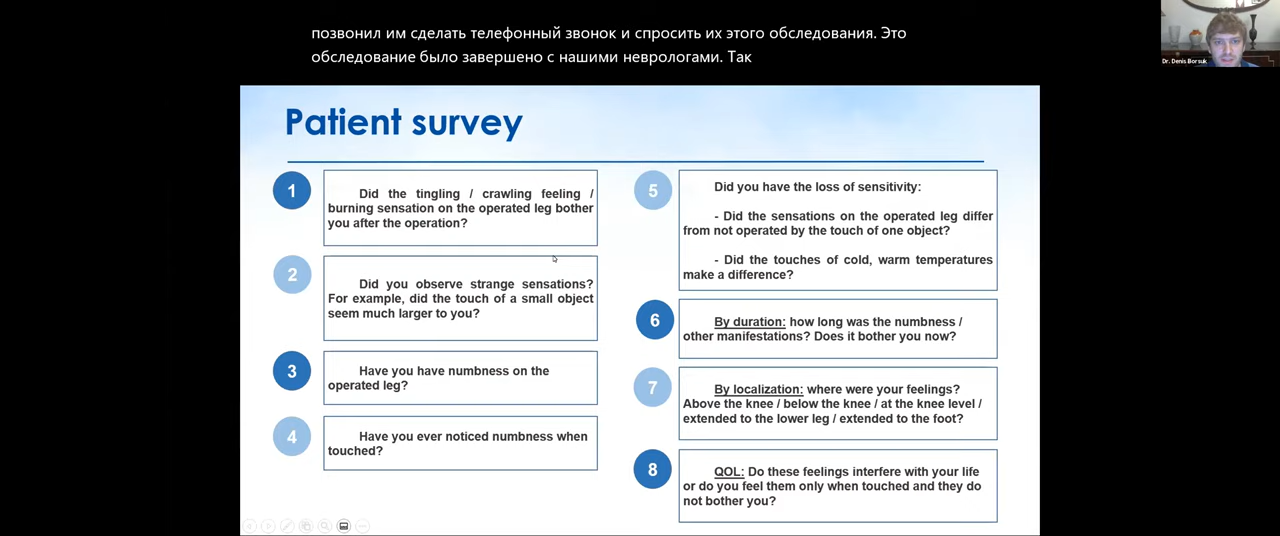 позвонил им сделать телефонный звонок и спросить их этого обследования. Это
обследование было завершено с нашими неврологами. Так
Dr. Denis Borsuk
Patient survey
1
Did the tingling / crawling feeling /
burning sensation on the operated leg bother
you after the operation?
2
Did you observe strange sensations?
For example, did the touch of a small object
seem much larger to you?
3
Have you have numbness on the
operated leg?
4
Have you ever noticed numbness when
touched?
5
Did you have the loss of sensitivity:
- Did the sensations on the operated leg differ
from not operated by the touch of one object?
- Did the touches of cold, warm temperatures
make a difference?
6
By duration: how long was the numbness /
other manifestations? Does it bother you now?
7
By localization: where were your feelings?
Above the knee / below the knee / at the knee level /
extended to the lower leg / extended to the foot?
8
QOL: Do these feelings interfere with your life
or do you feel them only when touched and they do
not bother you?